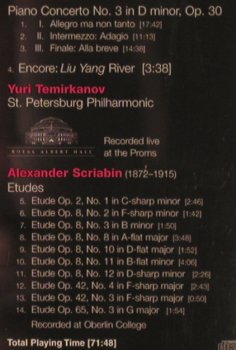 Piano Concerto No. 3 in D minor, Op. 30
1. I. Allegro ma non tanto [17:42]
2. II. Intermezzo: Adagio [11:13]
3. III. Finale: Alla breve [14:38]
4. Encore: Liu Yang River [3:38]
Yuri Temirkanov
St. Petersburg Philharmonic
ROYAL ALBERT HALL
Recorded live
at the Proms
Alexander Scriabin (1872–1915)
Etudes
5. Etude Op. 2, No. 1 in C-sharp minor [2:46]
6. Etude Op. 8, No. 2 in F-sharp minor [1:42]
7. Etude Op. 8, No. 3 in B minor [1:50]
8. Etude Op. 8, No. 8 in A-flat major [3:48]
9. Etude Op. 8, No. 10 in D-flat major [1:52]
10. Etude Op. 8, No. 11 in B-flat minor [4:06]
11. Etude Op. 8, No. 12 in D-sharp minor [2:26]
12. Etude Op. 42, No. 4 in F-sharp major [2:43]
13. Etude Op. 42, No. 3 in F-sharp major [0:50]
14. Etude Op. 65, No. 3 in G major [1:54]
Recorded at Oberlin College
Total Playing Time [71:48]